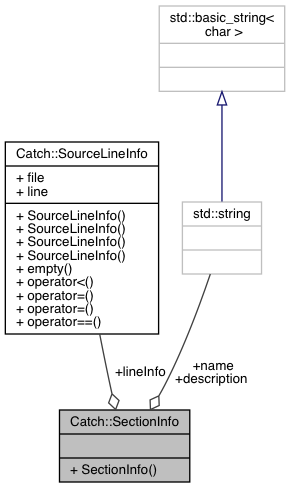 std::basic_string<
char >
Catch::SourceLineInfo
+ file
+ line
+ SourceLineInfo()
+ SourceLineInfo()
+ SourceLineInfo()
+ SourceLineInfo()
+ empty()
+ operator<()
+ operator=()
+ operator=()
+ operator==()
std::string
+lineInfo
+name
+description
Catch::SectionInfo
+ SectionInfo()